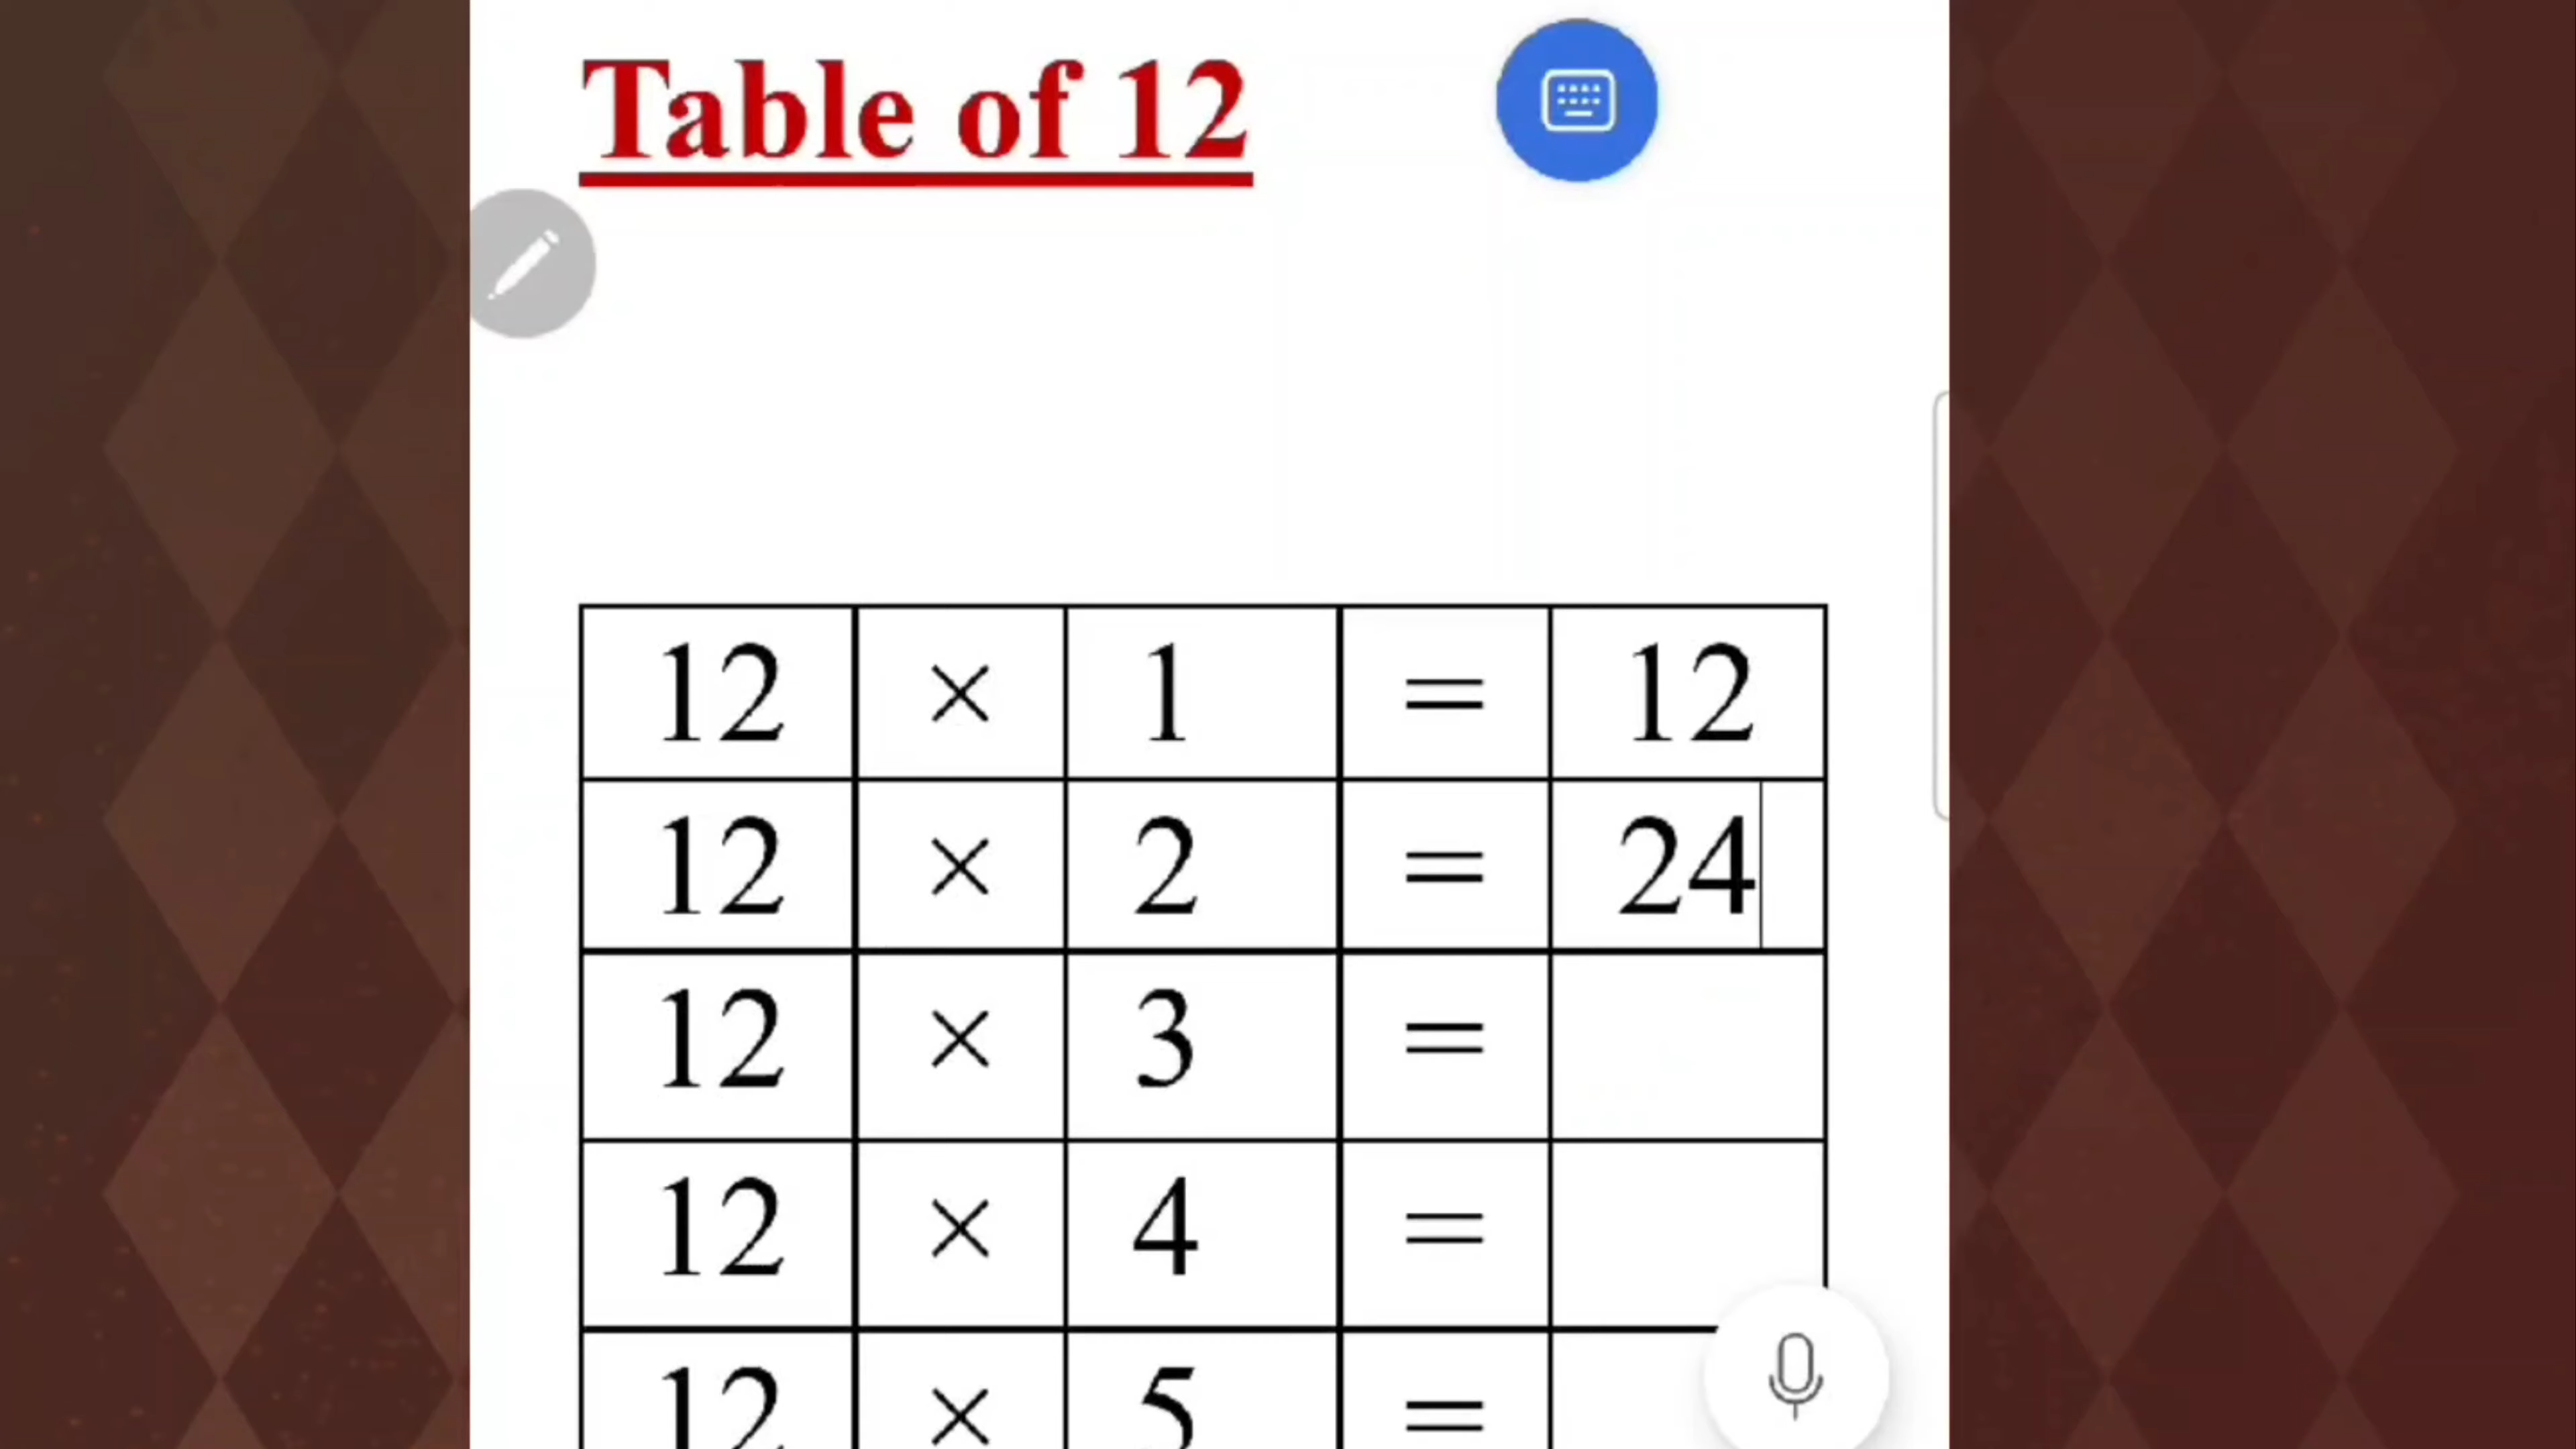 Table of 12
12 × 1 = 12
12 × 2 = 24
12 × 3 =
12 × 4 =
12 × 5 =